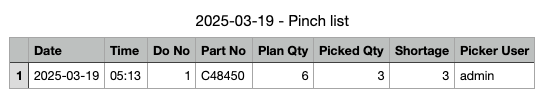 2025-03-19 - Pinch list
Date Time Do No Part No Plan Qty Picked Qty Shortage Picker User
1 2025-03-19 05:13 1 C48450 6 3 3 admin